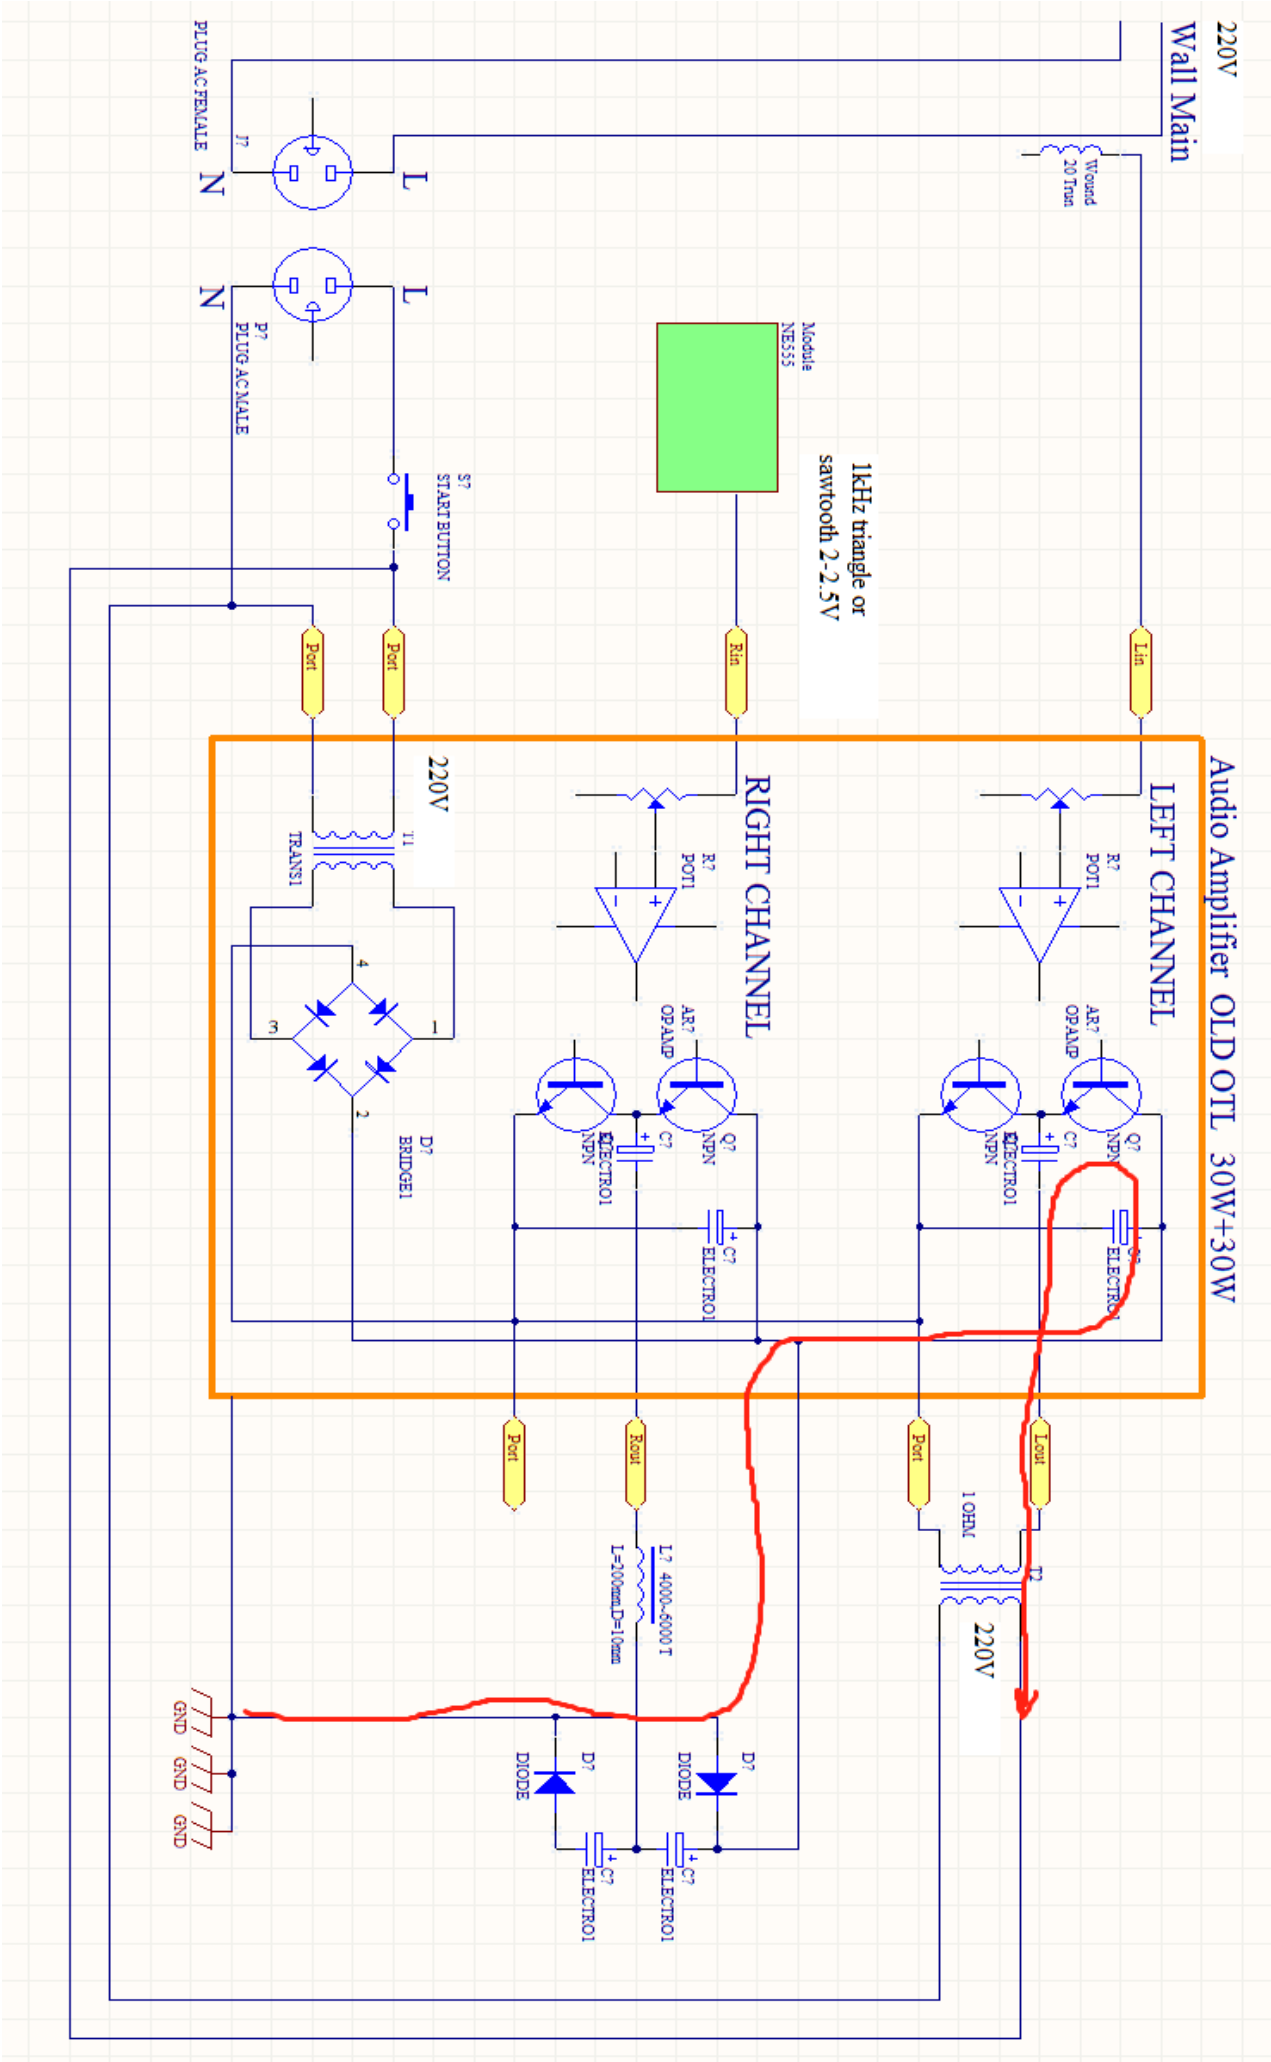 220V
Wall Main
PLUG AC FEMALE
J?
N
L
Wound
20 Trun
N
L
P?
PLUG AC MALE
Module
NE555
1kHz triangle or
sawtooth 2-2.5V
S?
START BUTTON
Port
Port
Rin
Lin
Audio Amplifier OLD OTL 30W+30W
LEFT CHANNEL
RIGHT CHANNEL
220V
T1
TRANS1
R?
POT1
R?
POT1
+
-
+
-
AR?
OPAMP
AR?
OPAMP
4
3
1
2
D?
BRIDGE1
Q?
NPN
C?
+
ELECTRO1
NPN
Q?
NPN
C?
+
ELECTRO1
NPN
C?
+
ELECTRO1
C?
+
ELECTRO1
Port
Rout
Port
Lout
1 OHM
T2
220V
L? 4000~6000 T
L=200mm,D=10mm
GND
GND
GND
D?
DIODE
D?
DIODE
C?
+
ELECTRO1
C?
+
ELECTRO1